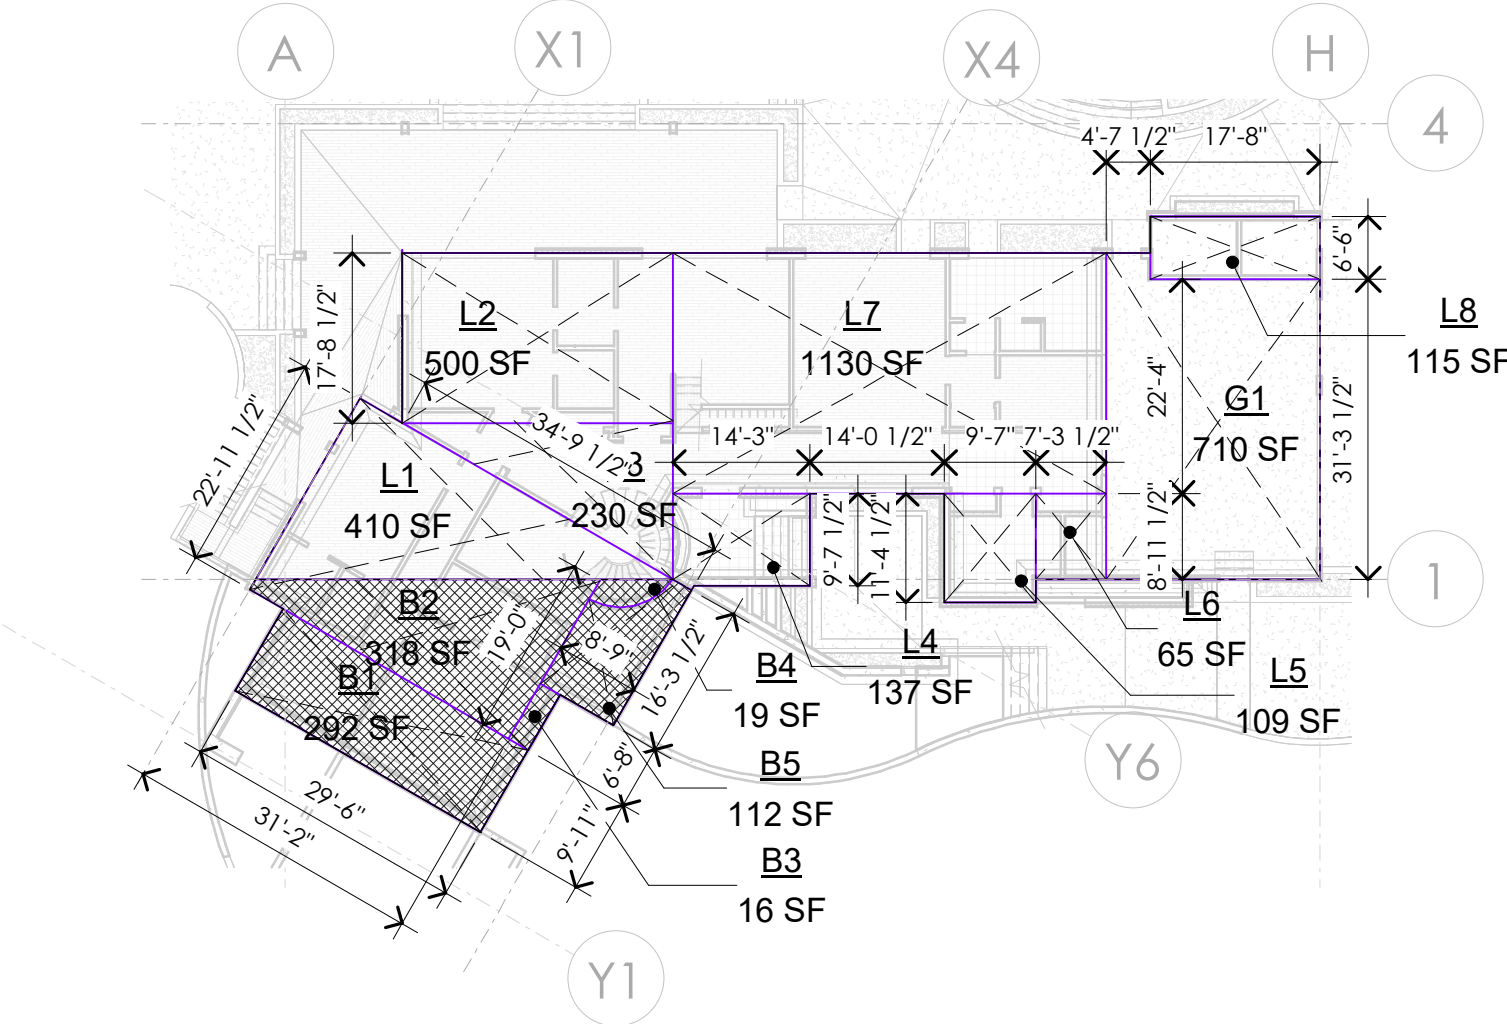 A
X1
X4
H
4
4'-7 1/2"
17'-8"
6'-6"
17'-8 1/2"
L2
500 SF
L7
1130 SF
L8
115 SF
22'-4"
G1
710 SF
31'-3 1/2"
22'-11 1/2"
34'-9 1/2"
14'-3"
14'-0 1/2"
9'-7"
7'-3 1/2"
L1
410 SF
3
230 SF
9'-7 1/2"
11'-4 1/2"
8'-11 1/2"
1
B2
318 SF
B1
292 SF
19'-0"
8'-9"
16'-3 1/2"
B4
19 SF
L4
137 SF
L6
65 SF
L5
109 SF
Y6
6'-8"
B5
112 SF
29'-6"
31'-2"
9'-11"
B3
16 SF
Y1